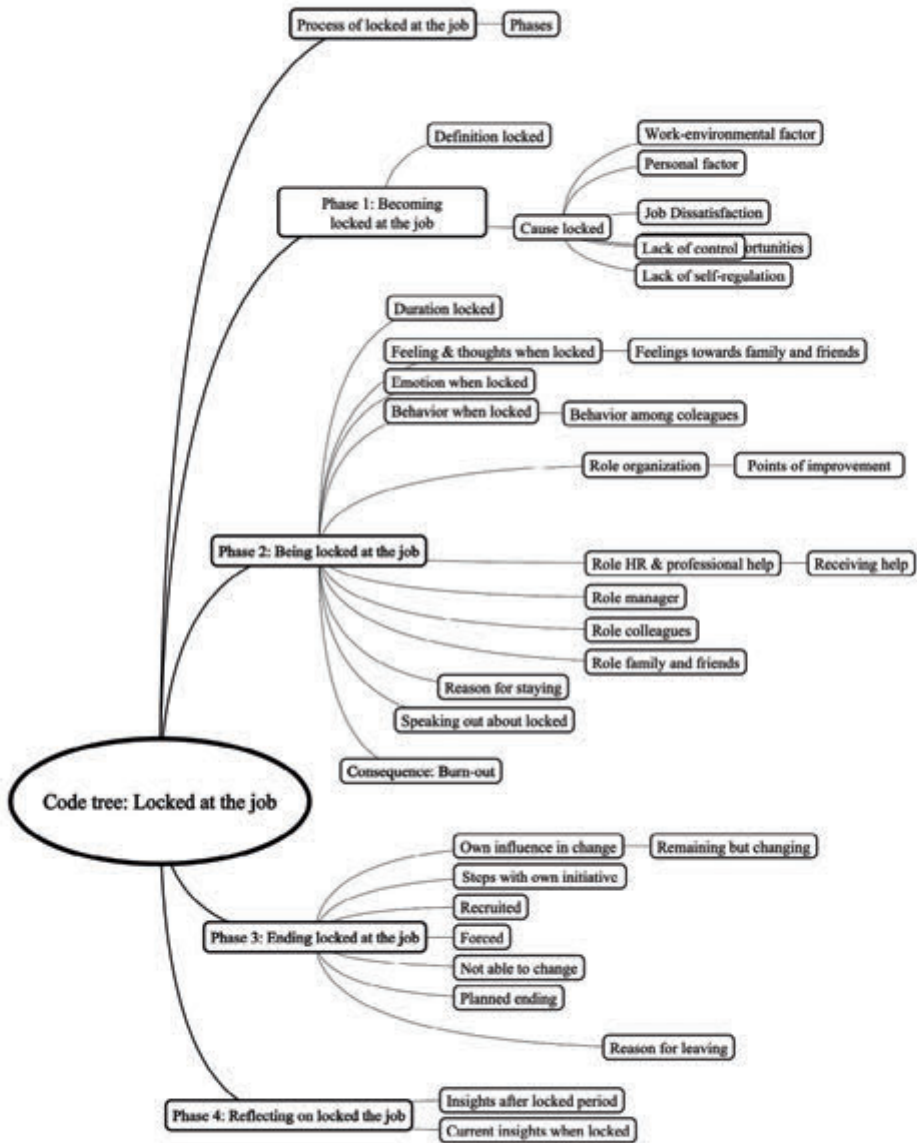 Process of locked at the job
Phases
Definition locked
Work-environmental factor
Personal factor
Phase 1: Becoming
locked at the job
Cause locked
Job Dissatisfaction
Lack of control
ortunities
Lack of self-regulation
Duration locked
Feeling & thoughts when locked
Feelings towards family and friends
Emotion when locked
Behavior when locked
Behavior among colleagues
Role organization
Points of improvement
Phase 2: Being locked at the job
Role HR & professional help
Receiving help
Role manager
Role colleagues
Role family and friends
Reason for staying
Speaking out about locked
Consequence: Burn-out
Code tree: Locked at the job
Own influence in change
Remaining but changing
Steps with own initiative
Recruited
Phase 3: Ending locked at the job
Forced
Not able to change
Planned ending
Reason for leaving
Phase 4: Reflecting on locked the job
Insights after locked period
Current insights when locked